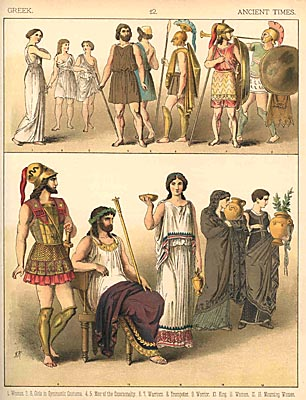 GREEK. 12. ANCIENT TIMES.
1. Woman. 2. 3. Girls in Gymnastic Costume. 4. 5. Men of the Commonalty. 6. 7. Warriors. 8. Trumpeter. 9. Warrior. 10. King. 11. Woman. 12. 13. Mourning Women.